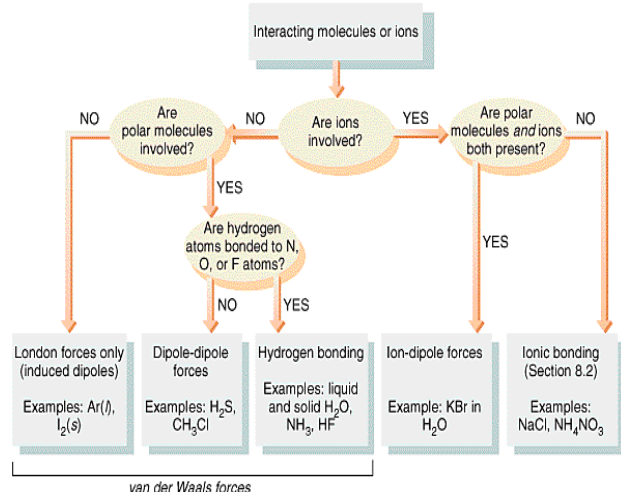 Interacting molecules or ions
NO
Are
polar molecules
involved?
NO
Are ions
involved?
YES
Are polar
molecules and ions
both present?
NO
YES
Are hydrogen
atoms bonded to N,
O, or F atoms?
YES
NO
YES
London forces only
(induced dipoles)
Examples: Ar(l),
I₂(s)
Dipole-dipole
forces
Examples: H₂S,
CH₃Cl
Hydrogen bonding
Examples: liquid
and solid H₂O,
NH₃, HF
Ion-dipole forces
Example: KBr in
H₂O
Ionic bonding
(Section 8.2)
Examples:
NaCl, NH₄NO₃
van der Waals forces